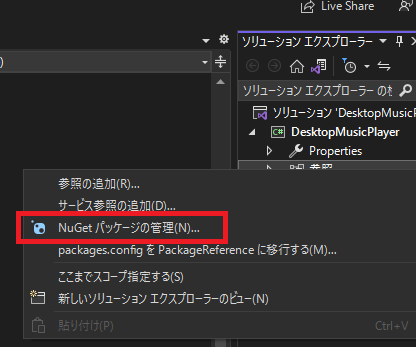 Live Share
)
ソリューション エクスプローラー
ソリューション エクスプローラー の検
ソリューション 'DesktopMusicPl
C# DesktopMusicPlayer
Properties
参照
参照の追加(R)...
サービス参照の追加(D)...
NuGet パッケージの管理(N)...
packages.config を PackageReference に移行する(M)...
ここまでスコープ指定する(S)
新しいソリューション エクスプローラーのビュー(N)
貼り付け(P) Ctrl+V